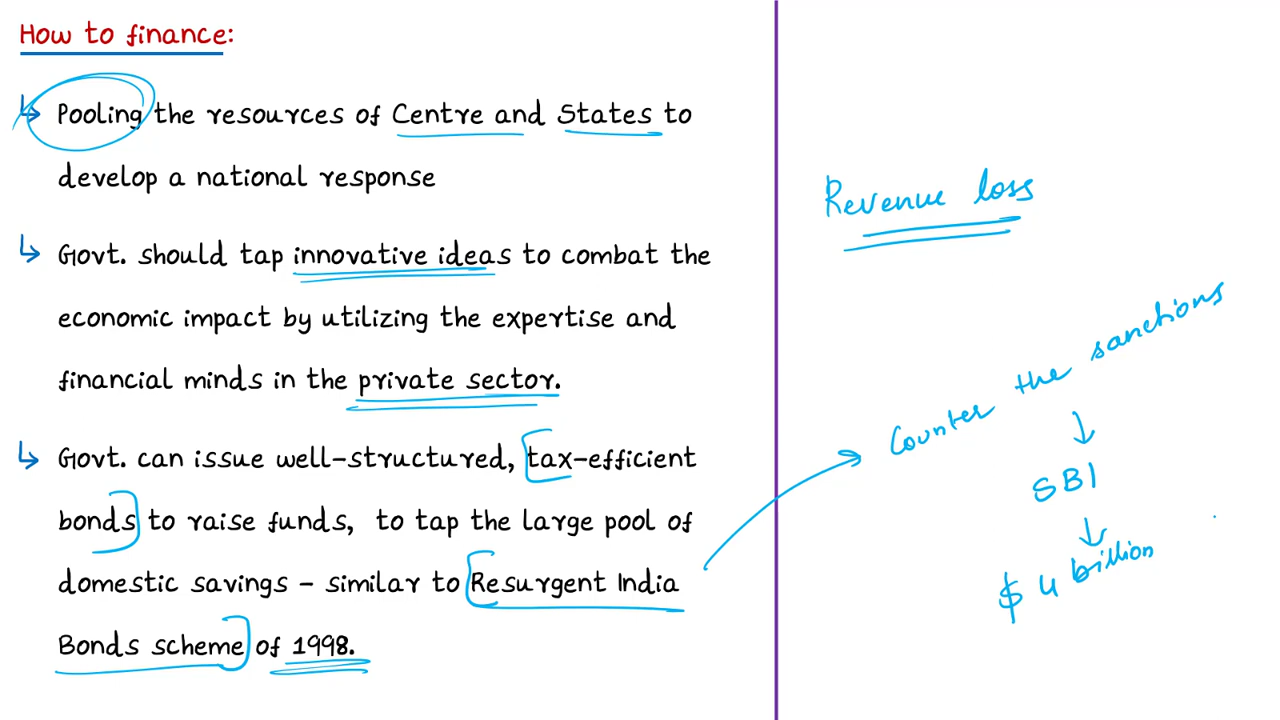 How to finance:
↳ Pooling the resources of Centre and States to
develop a national response
↳ Govt. should tap innovative ideas to combat the
economic impact by utilizing the expertise and
financial minds in the private sector.
↳ Govt. can issue well-structured, tax-efficient
bonds to raise funds, to tap the large pool of
domestic savings - similar to Resurgent India
Bonds scheme of 1998.
Revenue loss
Counter the sanctions
↓
SBI
↓
$ 4 billion